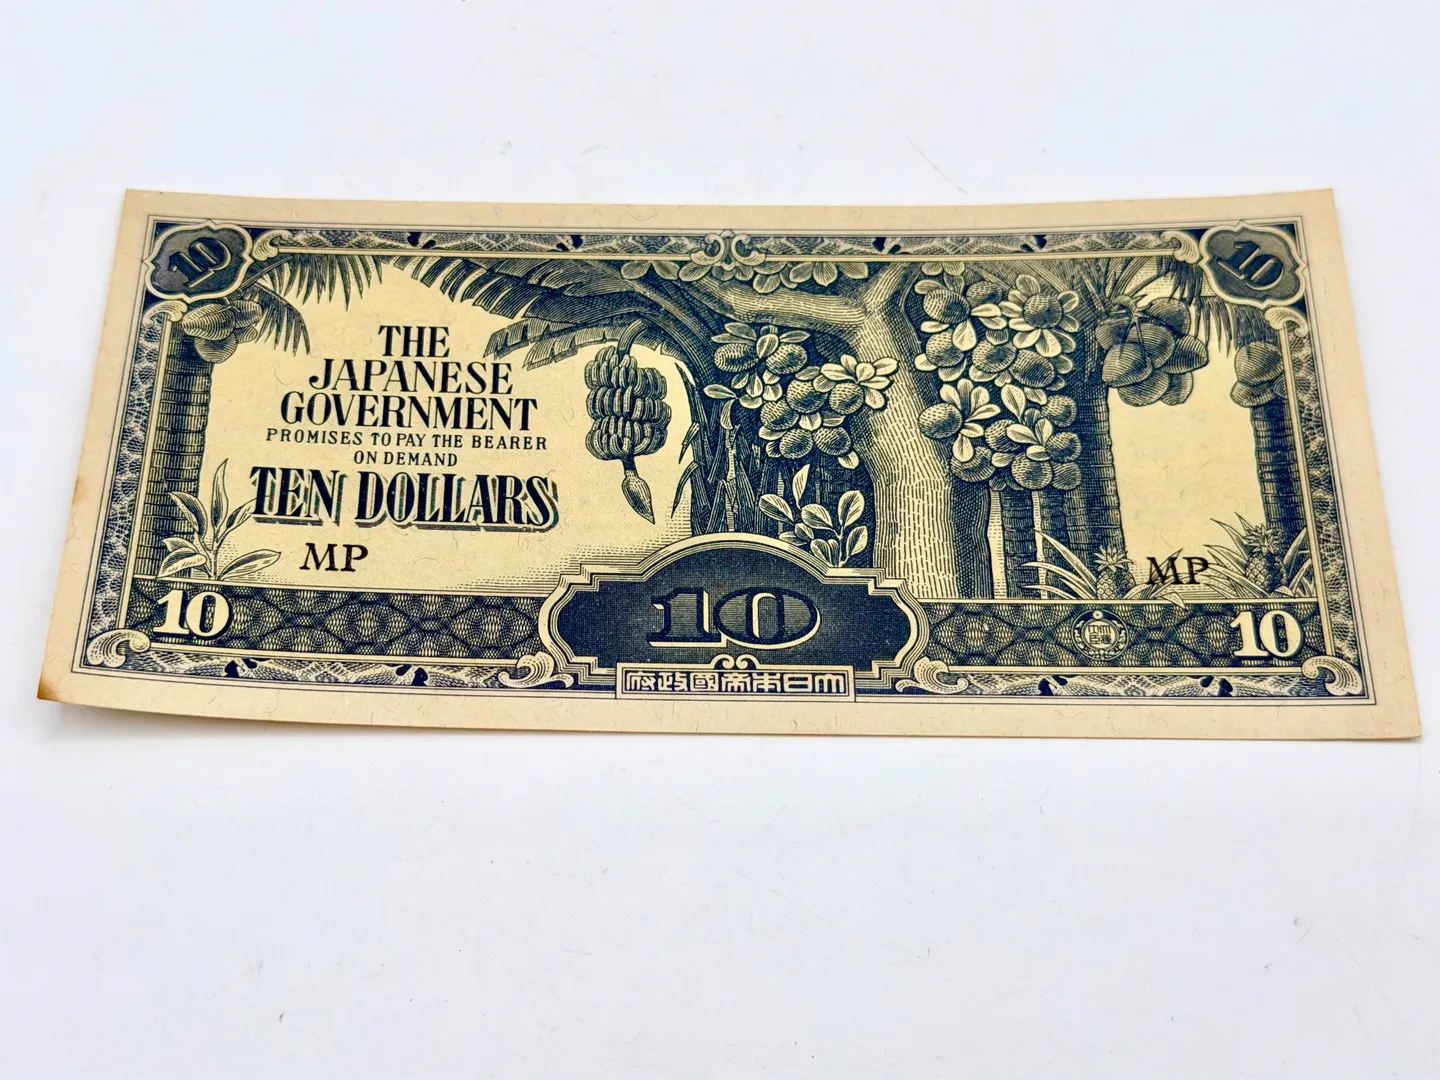 10
10
THE
JAPANESE
GOVERNMENT
PROMISES TO PAY THE BEARER
ON DEMAND
TEN DOLLARS
MP
MP
10
10
10
府政國帝本日大